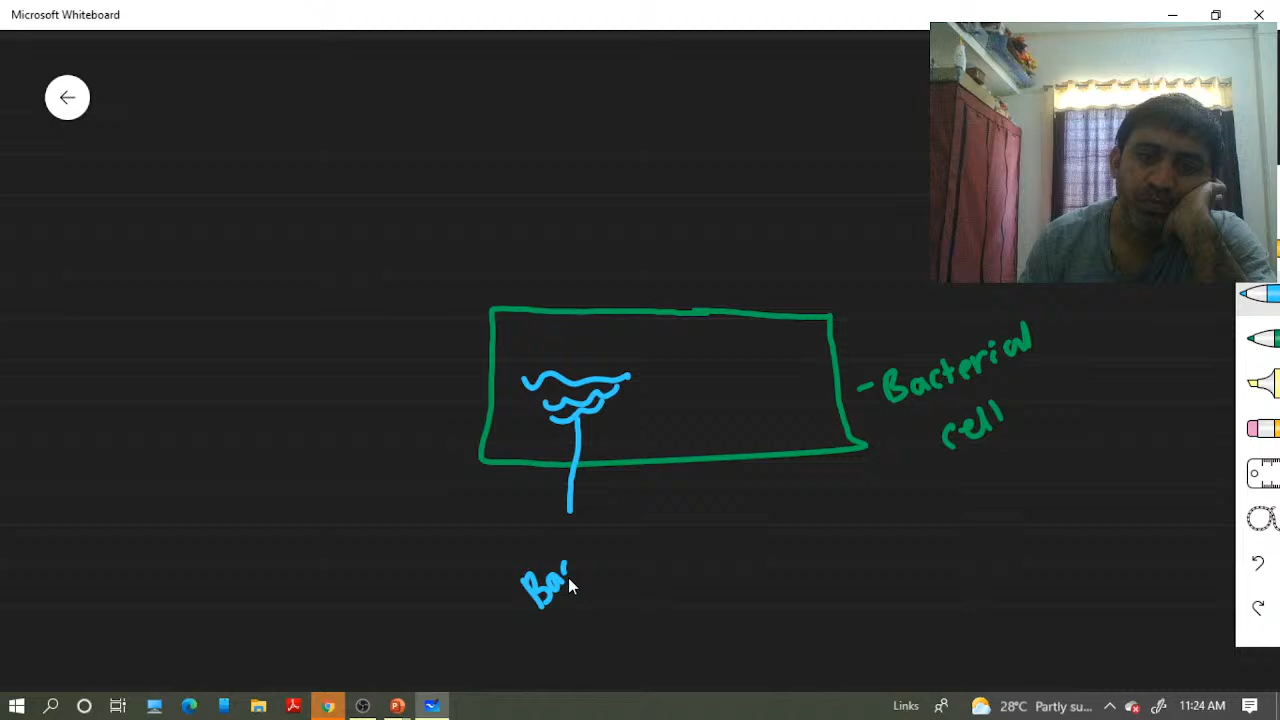 Microsoft Whiteboard
- Bacterial
cell
Ba
Links
28°C Partly su...
11:24 AM